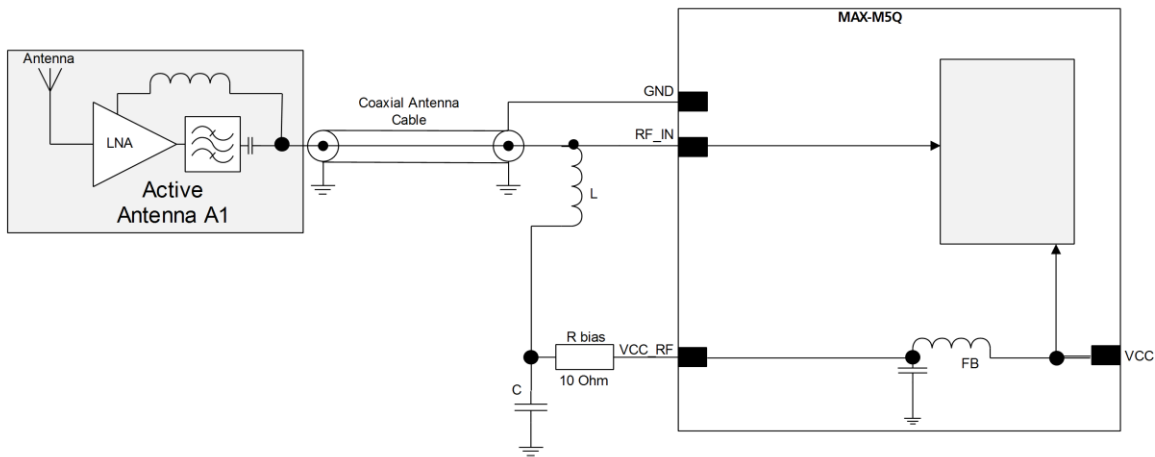 MAX-M5Q
Antenna
LNA
Active
Antenna A1
Coaxial Antenna
Cable
GND
RF_IN
L
R bias
VCC_RF
10 Ohm
C
FB
VCC